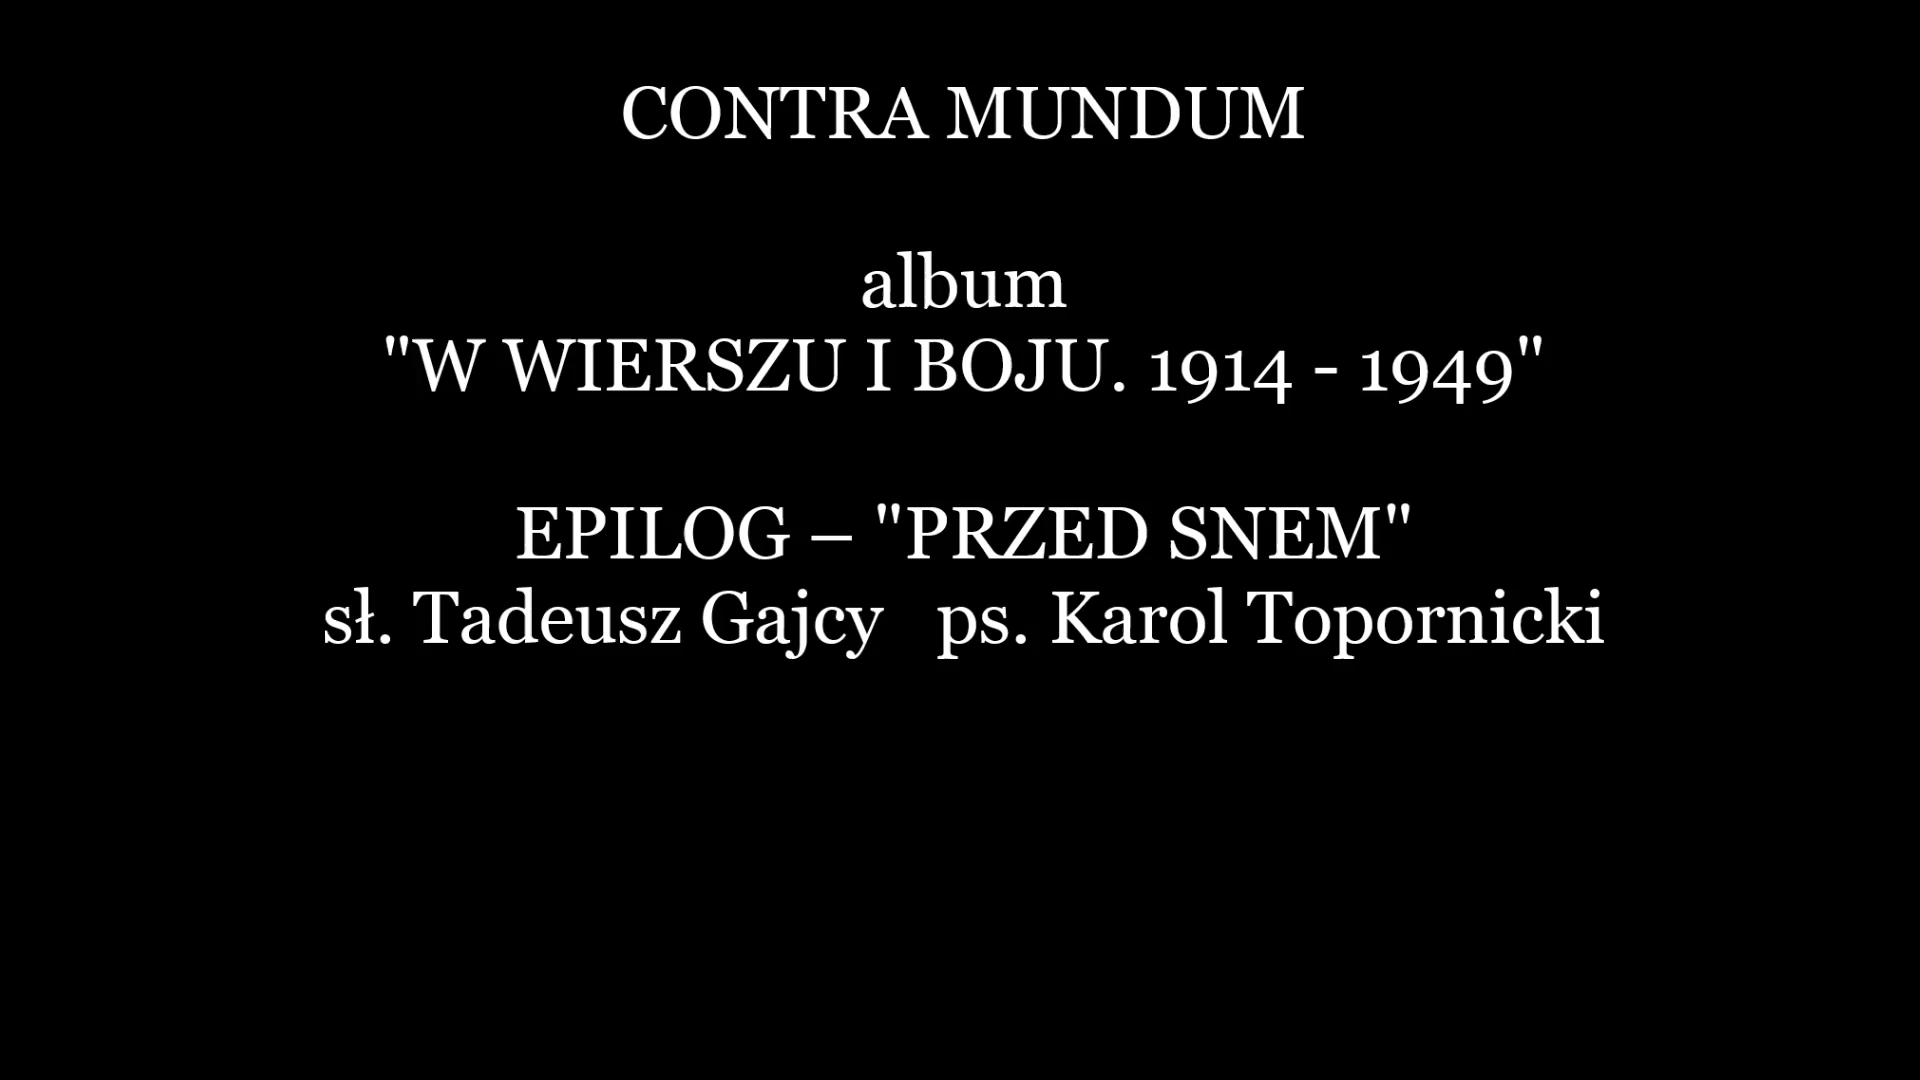 CONTRA MUNDUM
album
"W WIERSZU I BOJU. 1914 - 1949"
EPILOG – "PRZED SNEM"
sł. Tadeusz Gajcy ps. Karol Topornicki